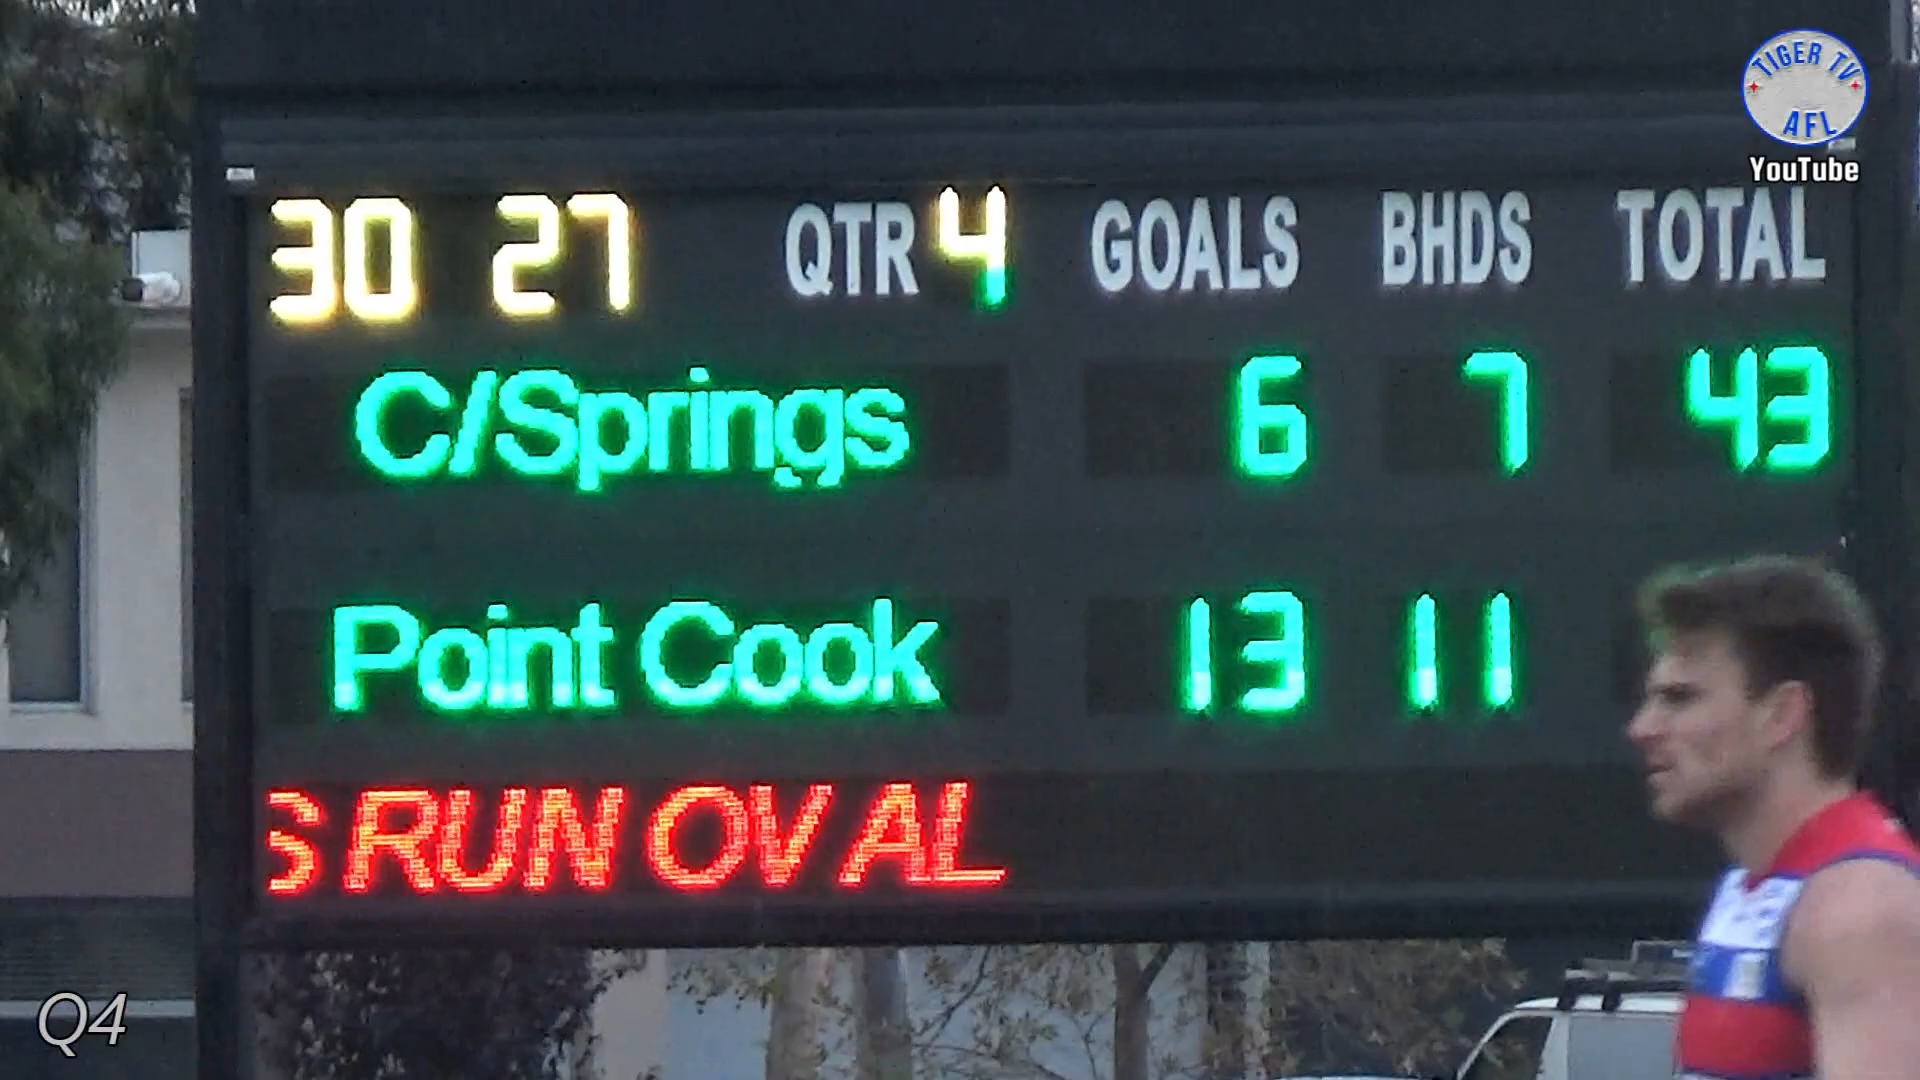 TIGER TV
AFL
YouTube
30 27 QTR 4 GOALS BHDS TOTAL
C/Springs 6 7 43
Point Cook 13 11
S RUN OVAL
Q4